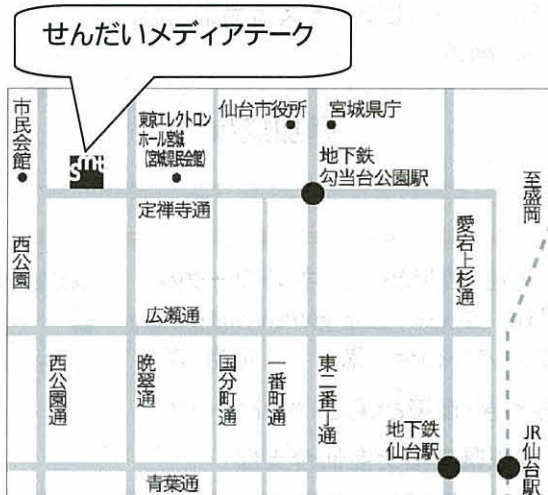 せんだいメディアテーク
市民会館
smt
東京エレクトロン
ホール宮城
(宮城県民会館)
仙台市役所
宮城県庁
地下鉄
勾当台公園駅
至盛岡
定禅寺通
西公園
愛宕上杉通
広瀬通
西公園通
晩翠通
国分町通
一番町通
東二番丁通
地下鉄
仙台駅
JR仙台駅
青葉通